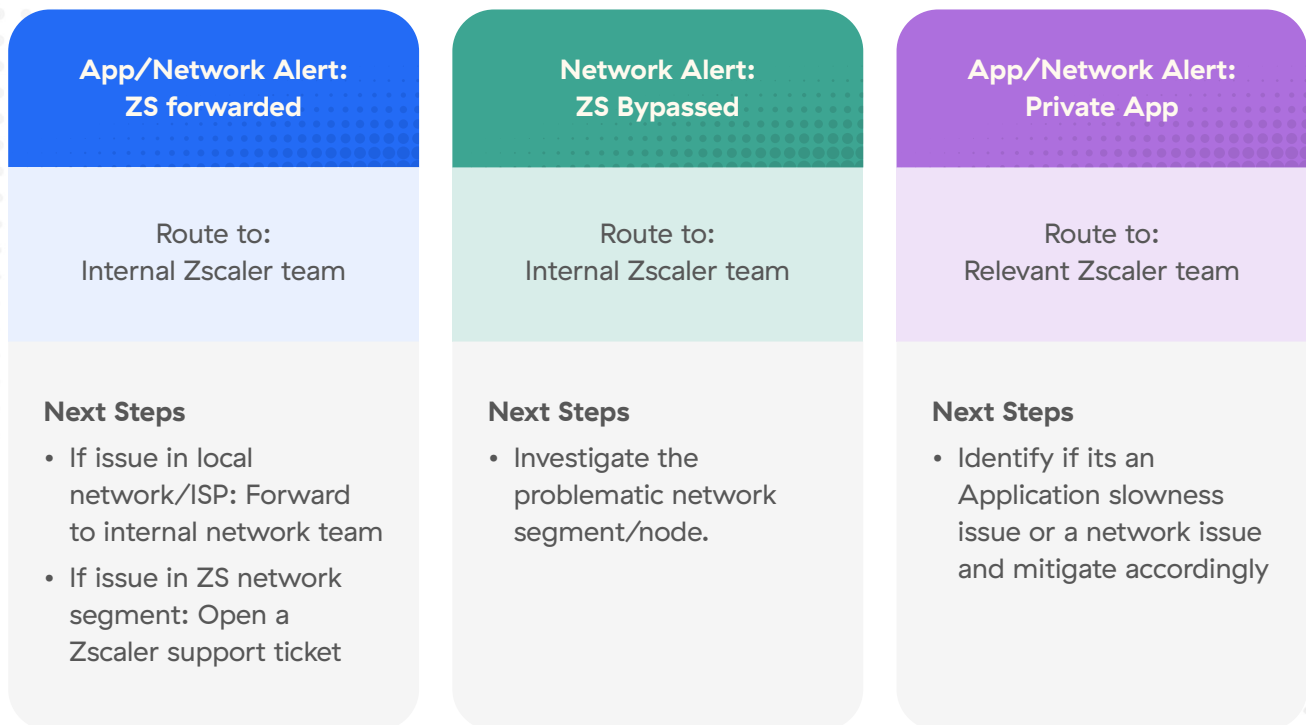 App/Network Alert:
ZS forwarded
Route to:
Internal Zscaler team
Next Steps
• If issue in local
network/ISP: Forward
to internal network team
• If issue in ZS network
segment: Open a
Zscaler support ticket
Network Alert:
ZS Bypassed
Route to:
Internal Zscaler team
Next Steps
• Investigate the
problematic network
segment/node.
App/Network Alert:
Private App
Route to:
Relevant Zscaler team
Next Steps
• Identify if its an
Application slowness
issue or a network issue
and mitigate accordingly